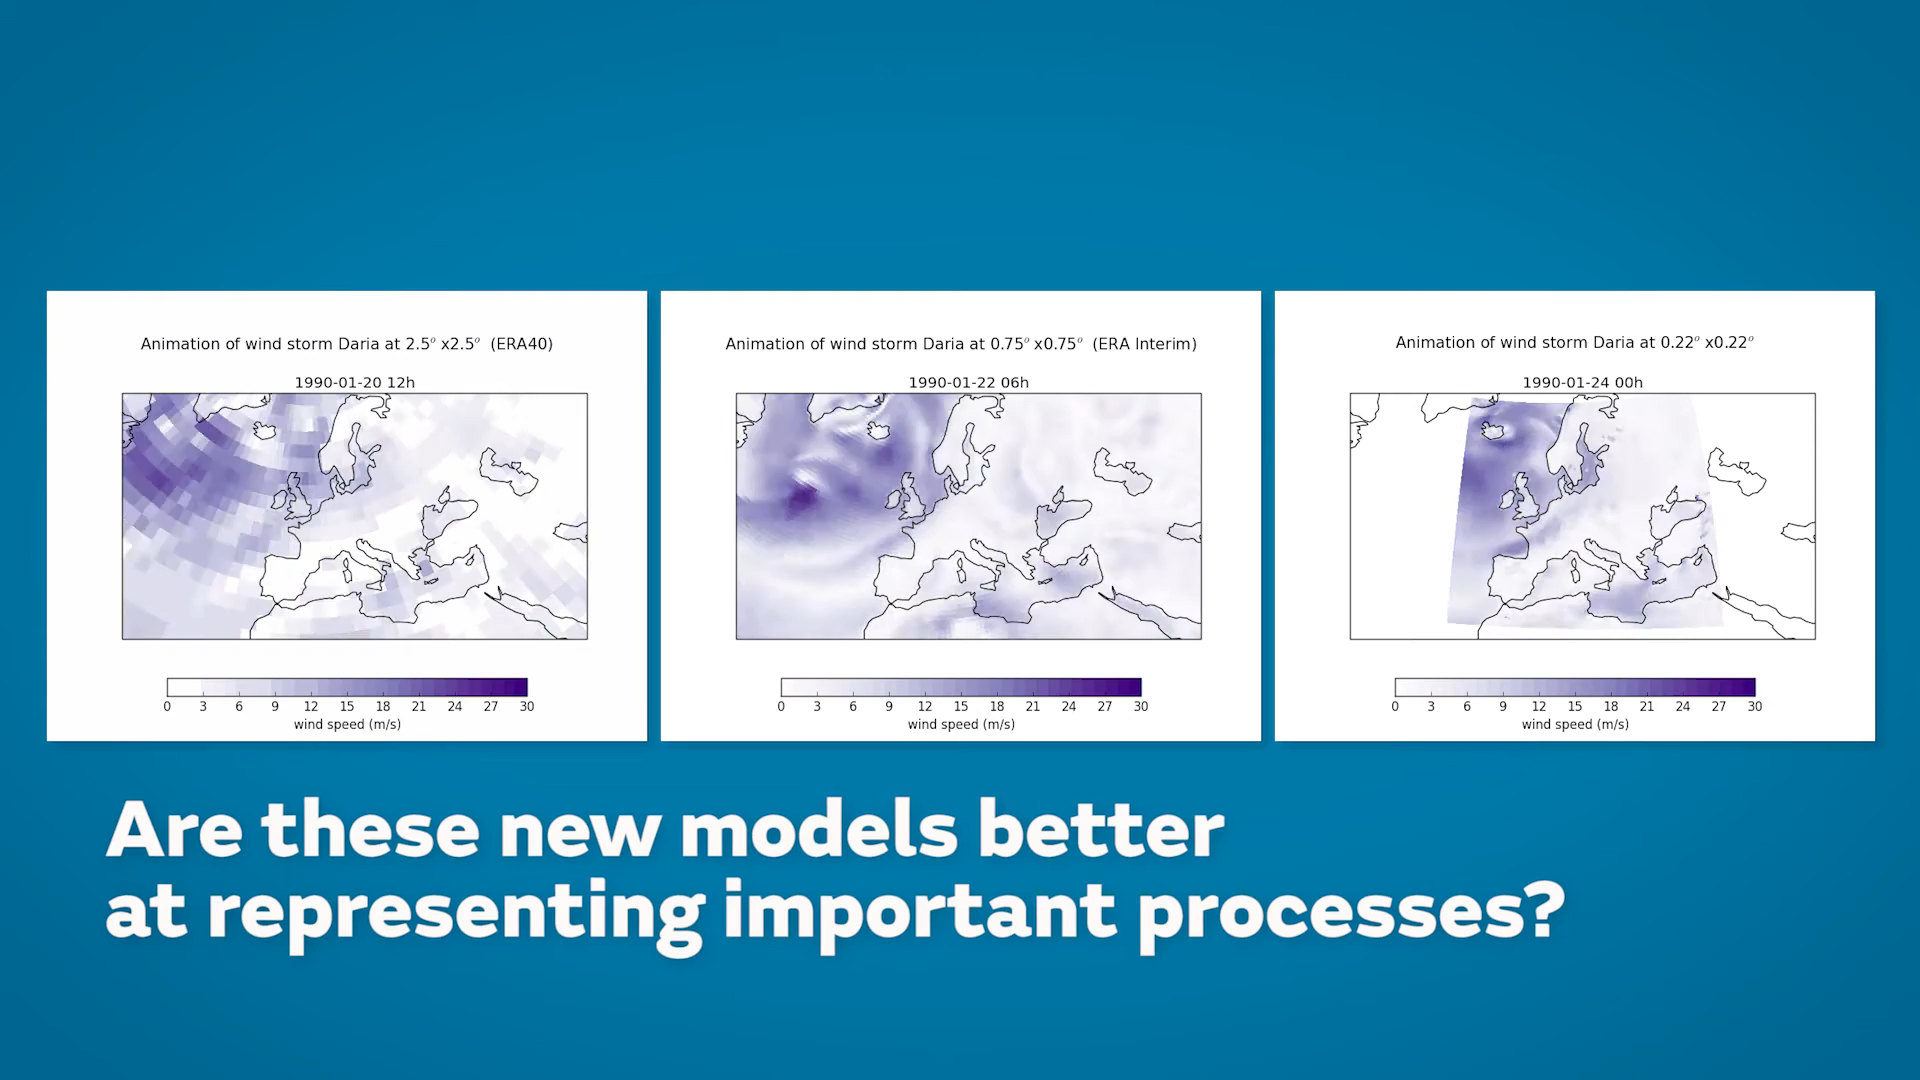 Animation of wind storm Daria at 2.5° x2.5° (ERA40)
1990-01-20 12h
0 3 6 9 12 15 18 21 24 27 30
wind speed (m/s)
Animation of wind storm Daria at 0.75° x0.75° (ERA Interim)
1990-01-22 06h
0 3 6 9 12 15 18 21 24 27 30
wind speed (m/s)
Animation of wind storm Daria at 0.22° x0.22°
1990-01-24 00h
0 3 6 9 12 15 18 21 24 27 30
wind speed (m/s)
Are these new models better
at representing important processes?